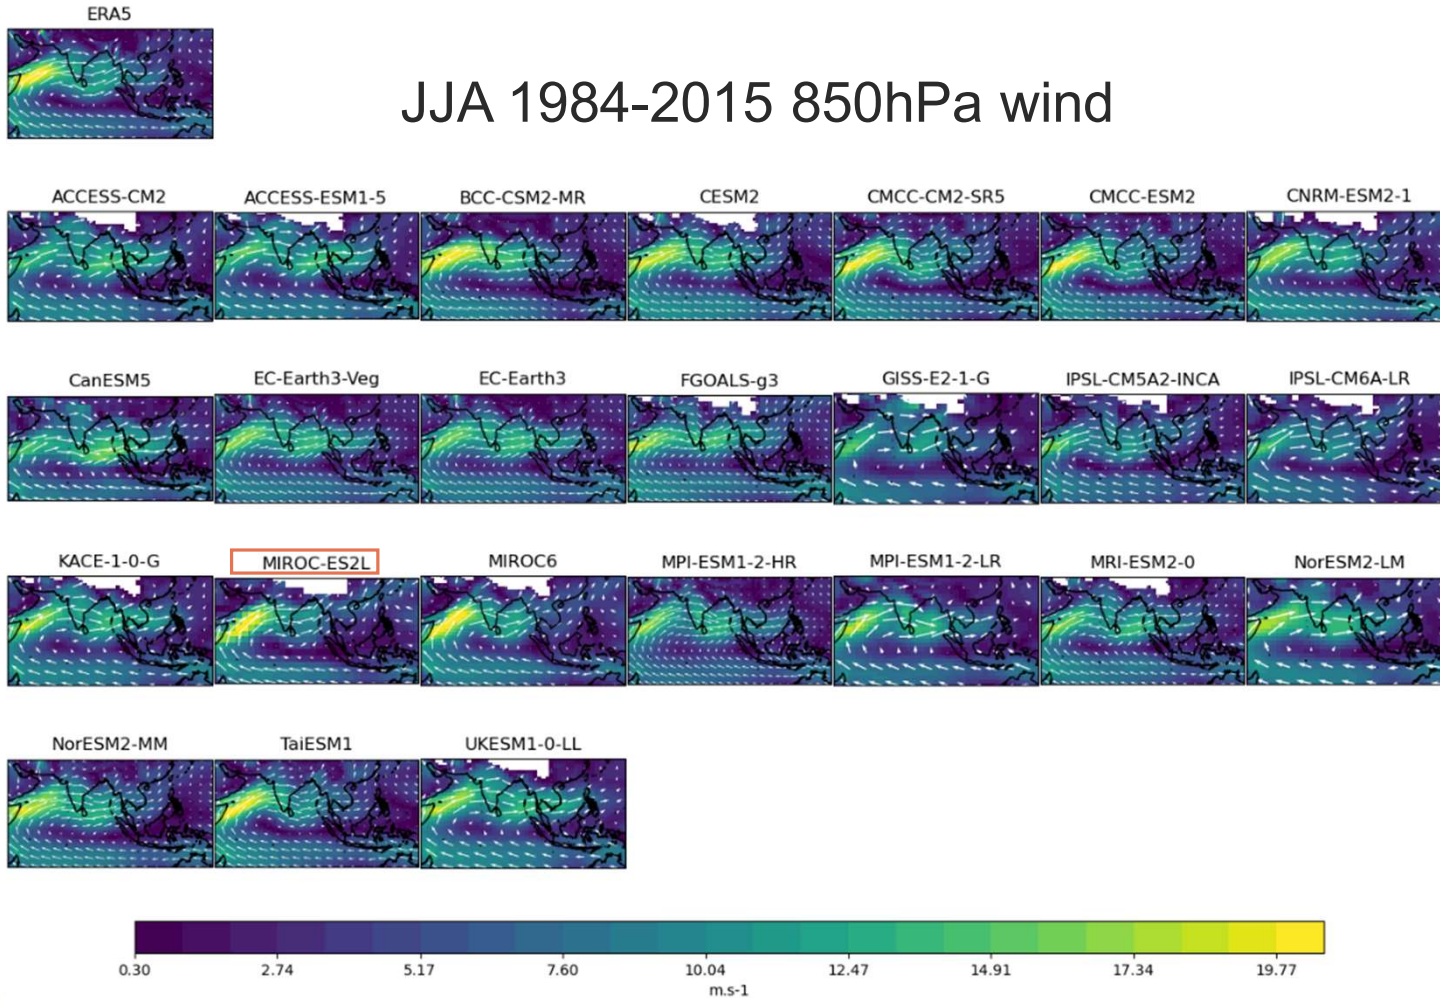 ERA5
JJA 1984-2015 850hPa wind
ACCESS-CM2 ACCESS-ESM1-5 BCC-CSM2-MR CESM2 CMCC-CM2-SR5 CMCC-ESM2 CNRM-ESM2-1
CanESM5 EC-Earth3-Veg EC-Earth3 FGOALS-g3 GISS-E2-1-G IPSL-CM5A2-INCA IPSL-CM6A-LR
KACE-1-0-G MIROC-ES2L MIROC6 MPI-ESM1-2-HR MPI-ESM1-2-LR MRI-ESM2-0 NorESM2-LM
NorESM2-MM TaiESM1 UKESM1-0-LL
0.30 2.74 5.17 7.60 10.04 12.47 14.91 17.34 19.77
m.s-1